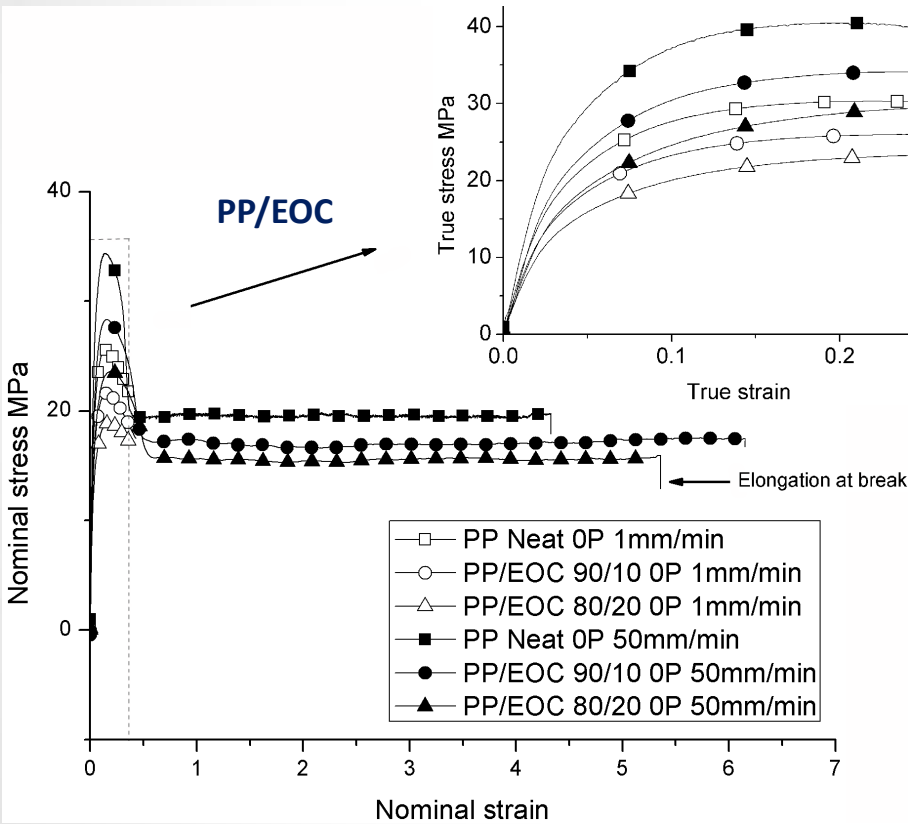 40
30
20
10
0
True stress MPa
0.0
0.1
0.2
True strain
PP/EOC
40
20
0
Nominal stress MPa
Elongation at break
PP Neat 0P 1mm/min
PP/EOC 90/10 0P 1mm/min
PP/EOC 80/20 0P 1mm/min
PP Neat 0P 50mm/min
PP/EOC 90/10 0P 50mm/min
PP/EOC 80/20 0P 50mm/min
0 1 2 3 4 5 6 7
Nominal strain